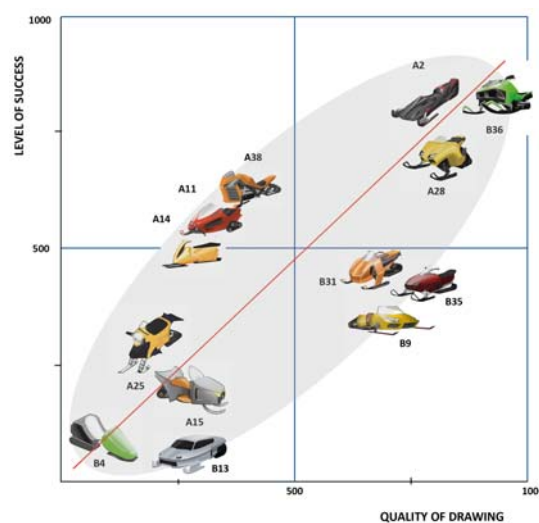 1000
LEVEL OF SUCCESS
A2
B36
A38
A28
A11
A14
500
B31
B35
B9
A25
A15
B4
B13
500
100
QUALITY OF DRAWING